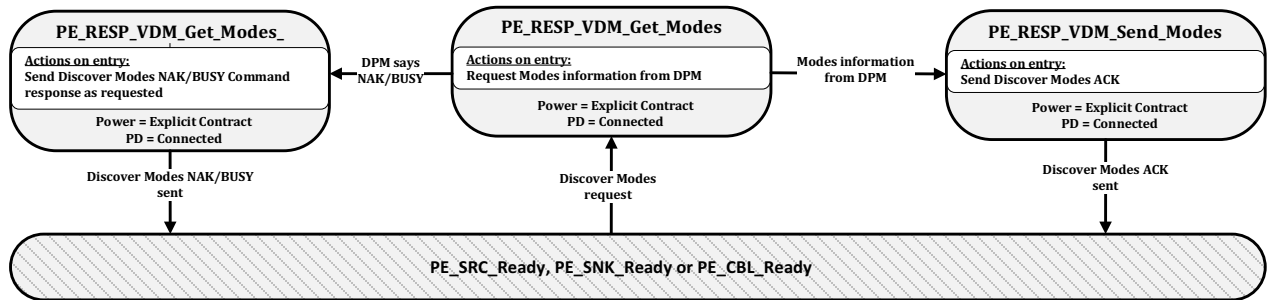 PE_RESP_VDM_Get_Modes_
Actions on entry:
Send Discover Modes NAK/BUSY Command
response as requested
Power = Explicit Contract
PD = Connected
DPM says
NAK/BUSY
PE_RESP_VDM_Get_Modes
Actions on entry:
Request Modes information from DPM
Power = Explicit Contract
PD = Connected
Modes information
from DPM
PE_RESP_VDM_Send_Modes
Actions on entry:
Send Discover Modes ACK
Power = Explicit Contract
PD = Connected
Discover Modes NAK/BUSY
sent
Discover Modes
request
Discover Modes ACK
sent
PE_SRC_Ready, PE_SNK_Ready or PE_CBL_Ready